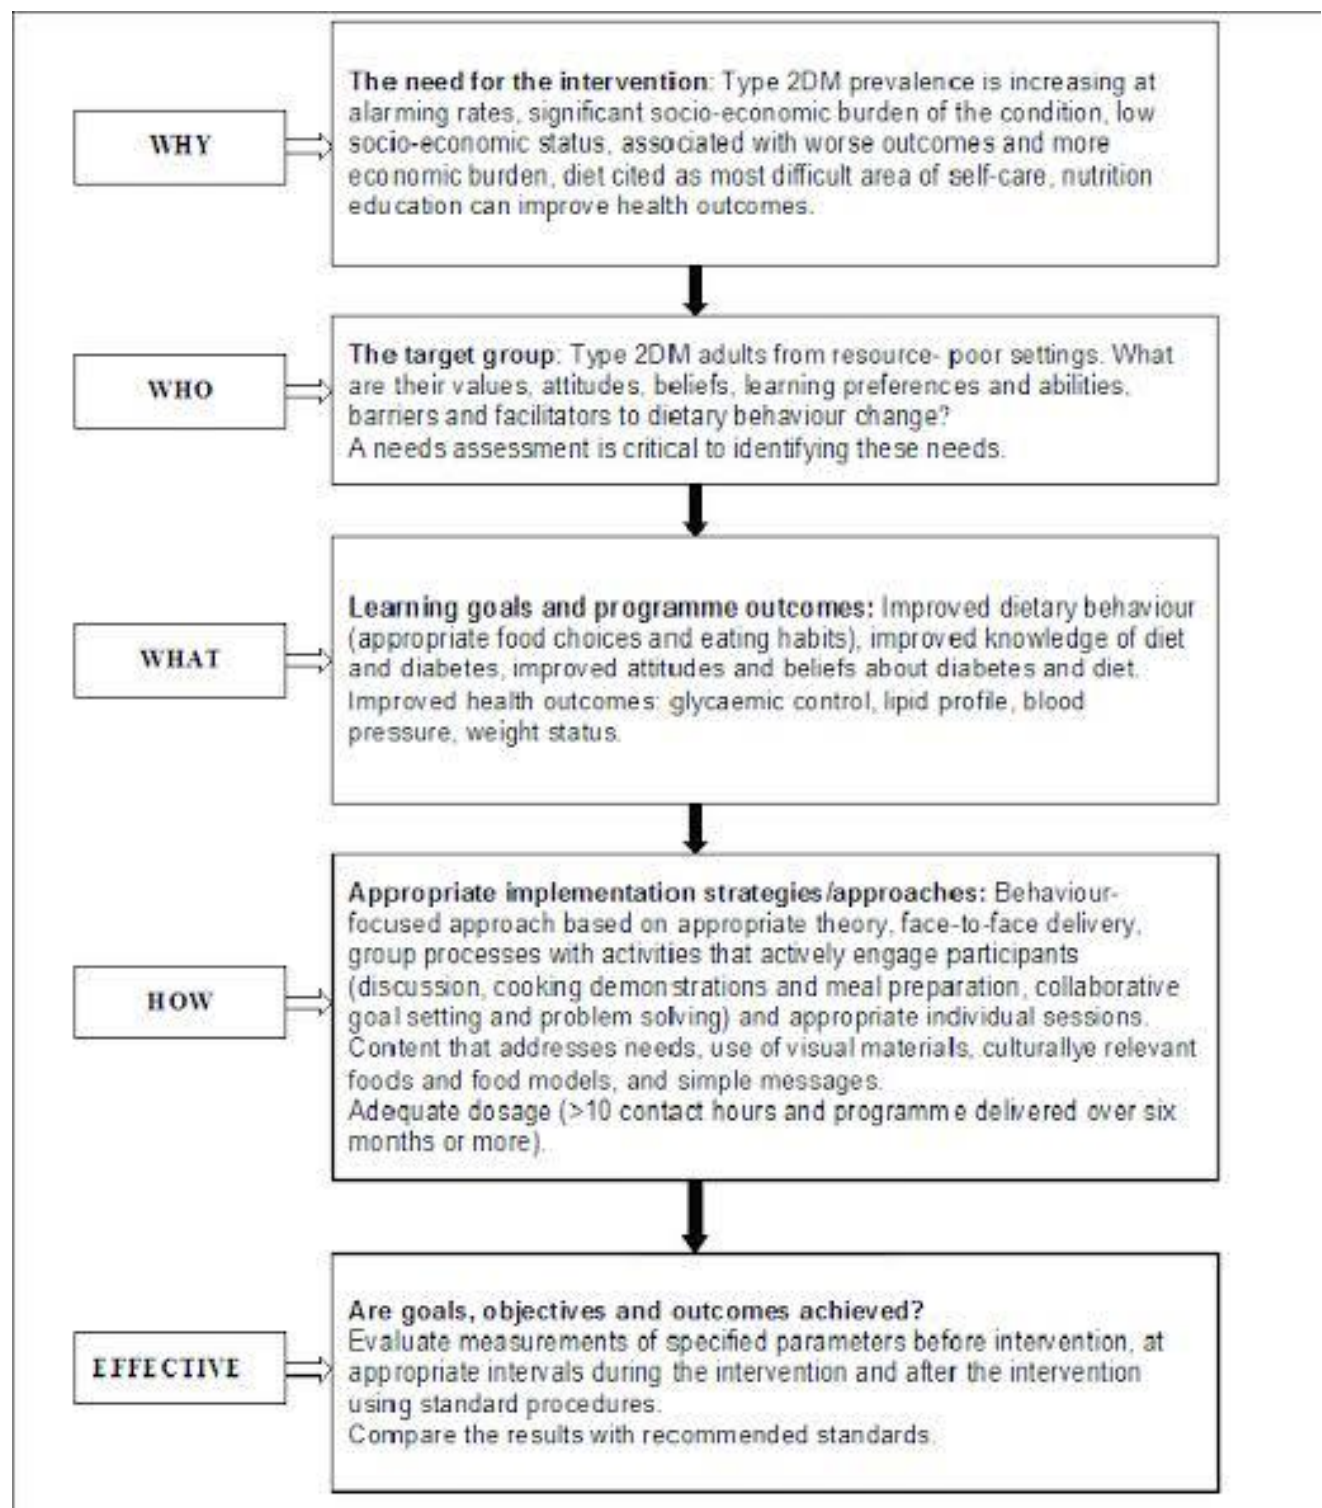 WHY
The need for the intervention: Type 2DM prevalence is increasing at
alarming rates, significant socio-economic burden of the condition, low
socio-economic status, associated with worse outcomes and more
economic burden, diet cited as most difficult area of self-care, nutrition
education can improve health outcomes.
WHO
The target group: Type 2DM adults from resource- poor settings. What
are their values, attitudes, beliefs, learning preferences and abilities,
barriers and facilitators to dietary behaviour change?
A needs assessment is critical to identifying these needs.
WHAT
Learning goals and programme outcomes: Improved dietary behaviour
(appropriate food choices and eating habits), improved knowledge of diet
and diabetes, improved attitudes and beliefs about diabetes and diet.
Improved health outcomes: glycaemic control, lipid profile, blood
pressure, weight status.
HOW
Appropriate implementation strategies/approaches: Behaviour-
focused approach based on appropriate theory, face-to-face delivery,
group processes with activities that actively engage participants
(discussion, cooking demonstrations and meal preparation, collaborative
goal setting and problem solving) and appropriate individual sessions.
Content that addresses needs, use of visual materials, culturallye relevant
foods and food models, and simple messages.
Adequate dosage (>10 contact hours and programme delivered over six
months or more).
EFFECTIVE
Are goals, objectives and outcomes achieved?
Evaluate measurements of specified parameters before intervention, at
appropriate intervals during the intervention and after the intervention
using standard procedures.
Compare the results with recommended standards.